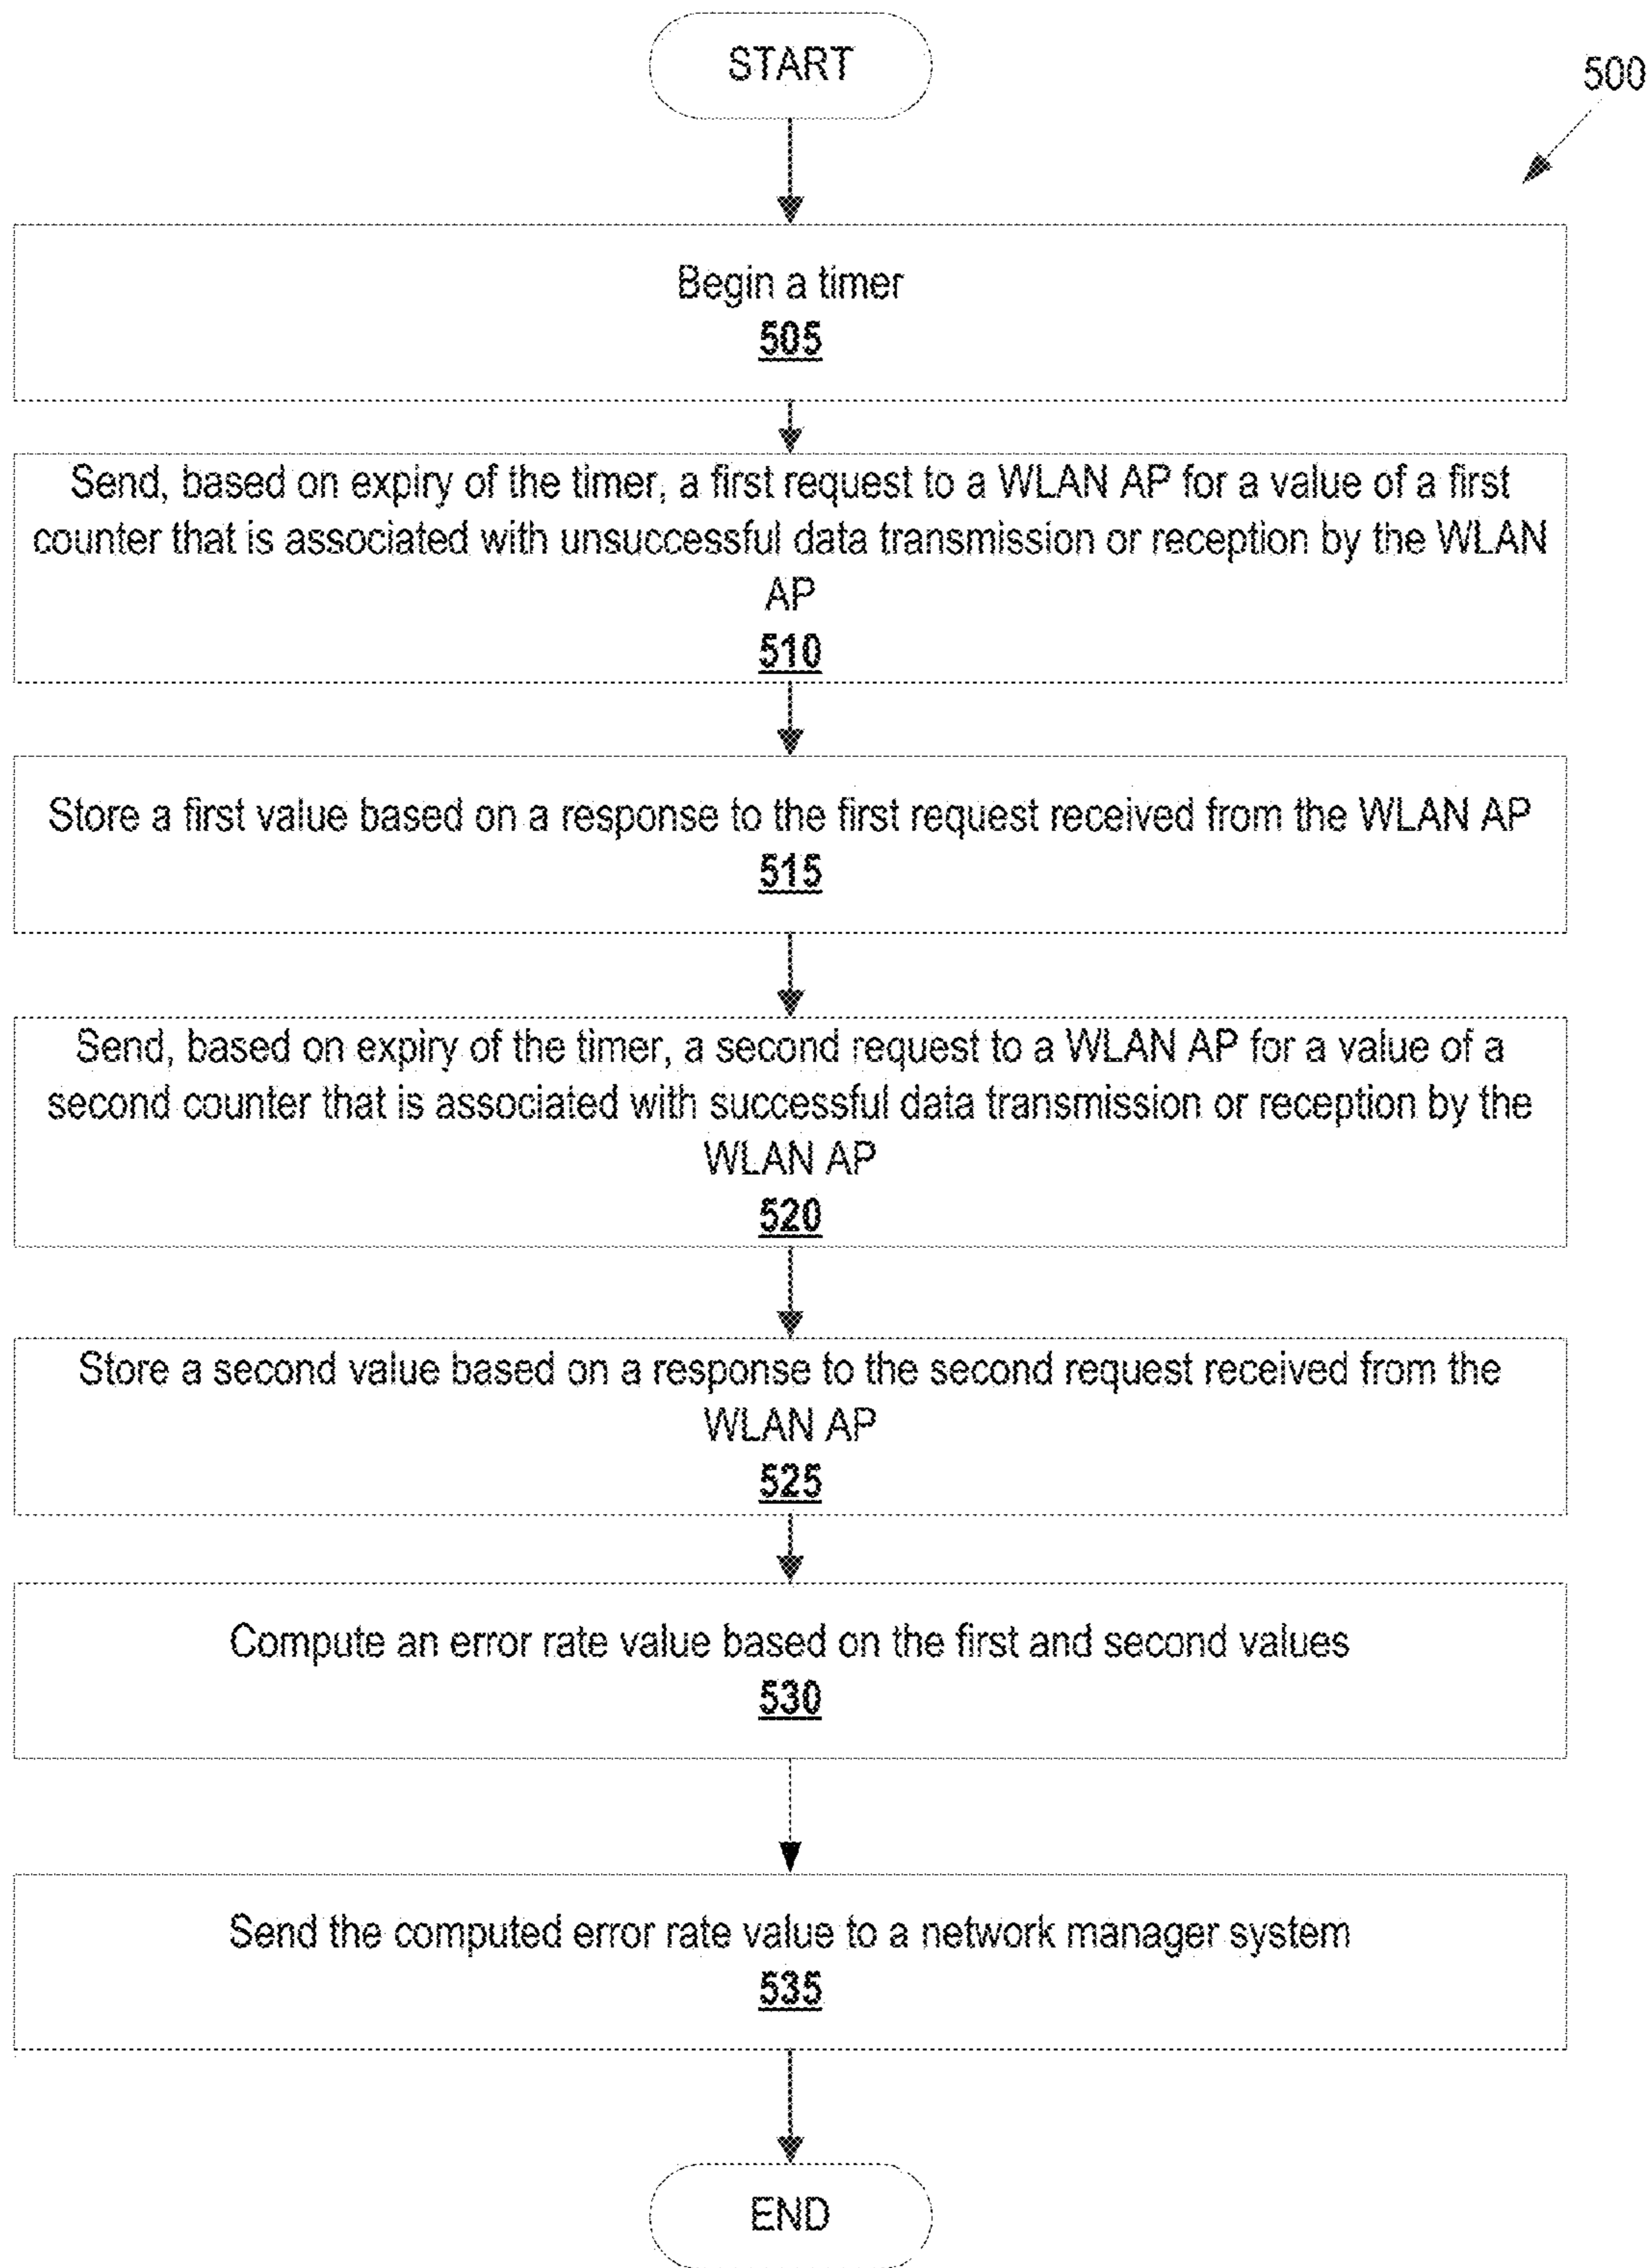 START
500
Begin a timer
505
Send, based on expiry of the timer, a first request to a WLAN AP for a value of a first
counter that is associated with unsuccessful data transmission or reception by the WLAN
AP
510
Store a first value based on a response to the first request received from the WLAN AP
515
Send, based on expiry of the timer, a second request to a WLAN AP for a value of a
second counter that is associated with successful data transmission or reception by the
WLAN AP
520
Store a second value based on a response to the second request received from the
WLAN AP
525
Compute an error rate value based on the first and second values
530
Send the computed error rate value to a network manager system
535
END